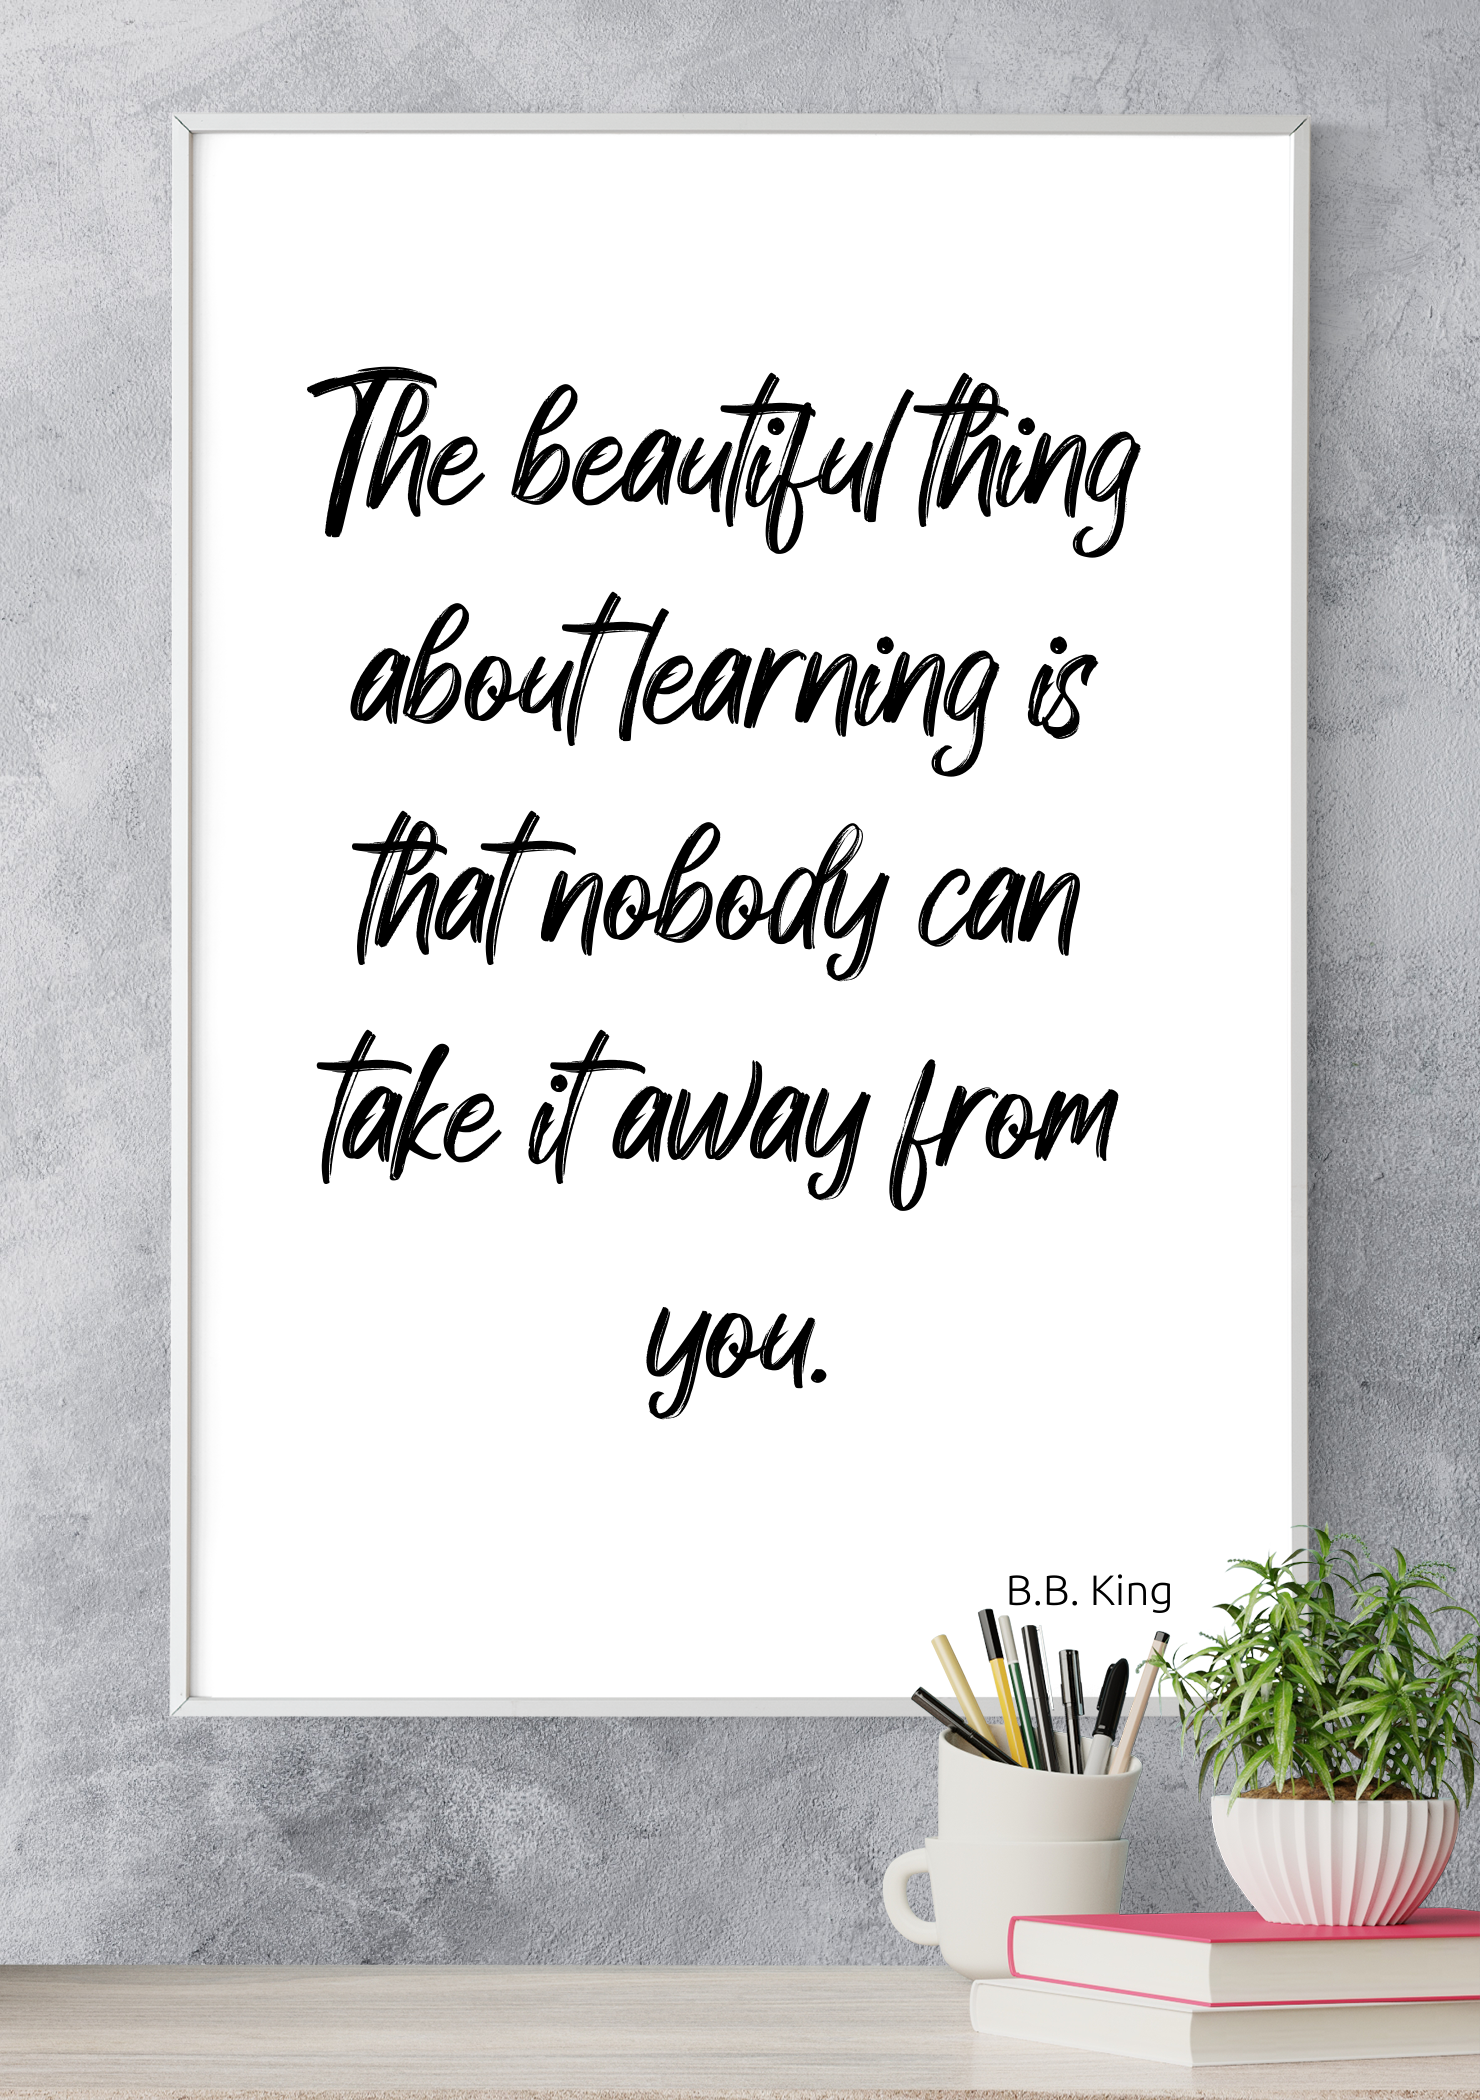 The beautiful thing
about learning is
that nobody can
take it away from
you.
B.B. King